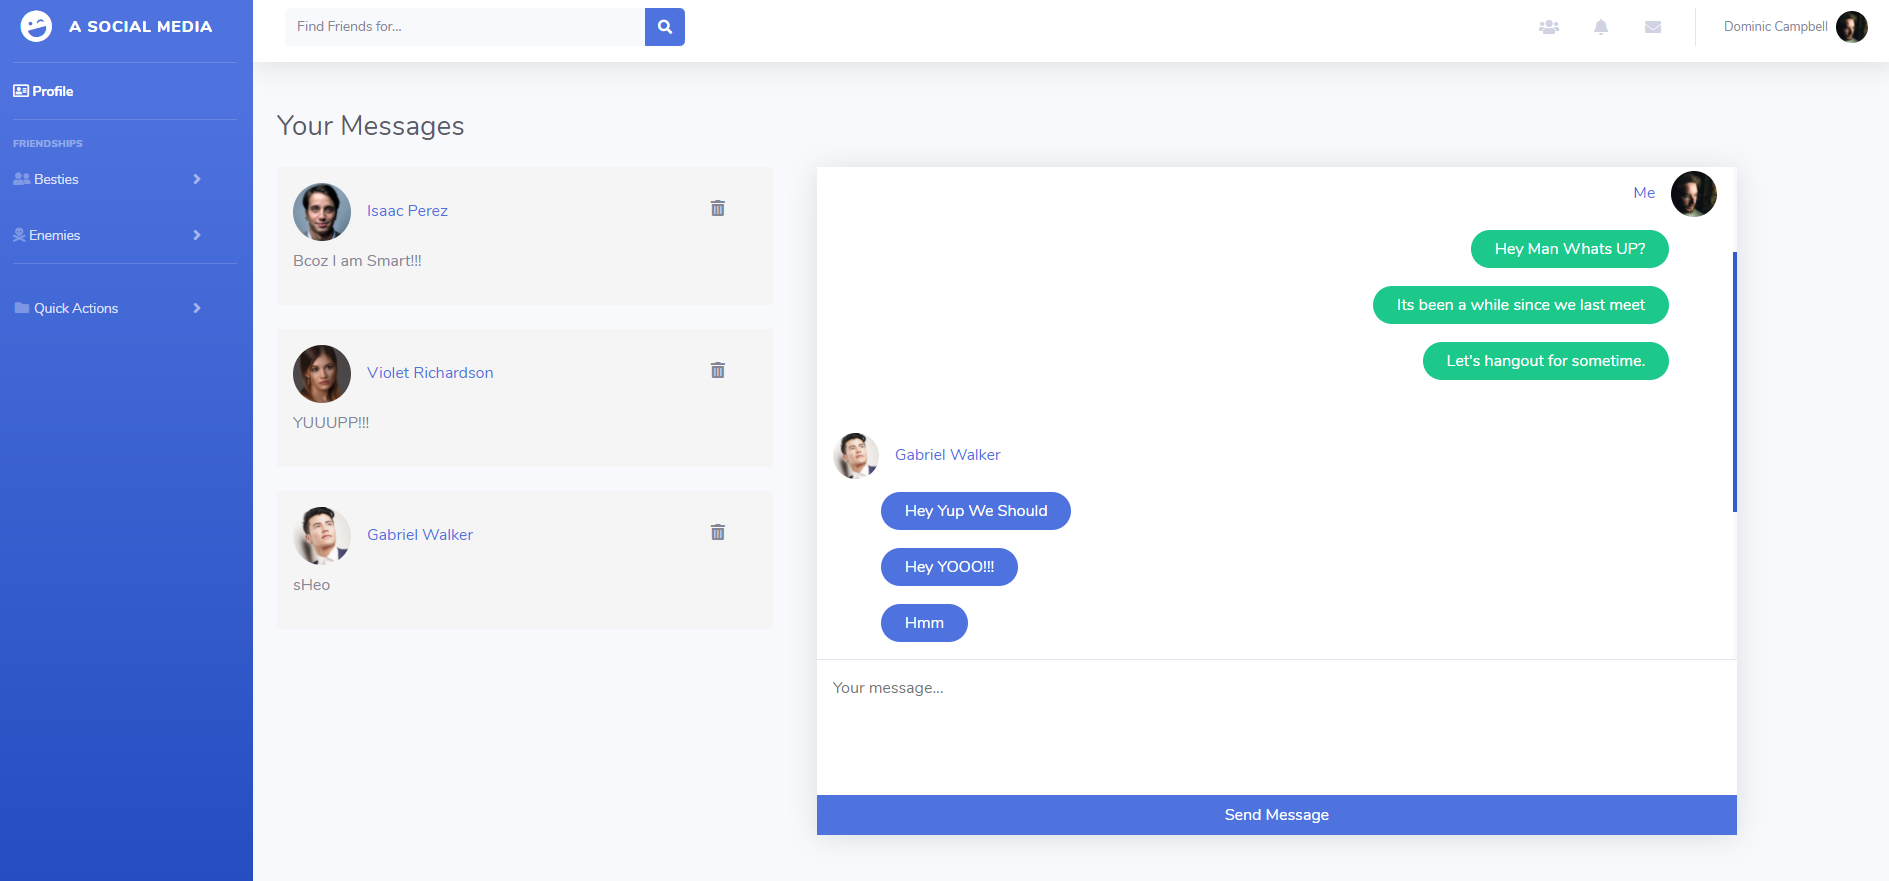 A SOCIAL MEDIA
Find Friends for...
Dominic Campbell
Profile
FRIENDSHIPS
Besties
Enemies
Quick Actions
Your Messages
Isaac Perez
Bcoz I am Smart!!!
Violet Richardson
YUUUPP!!!
Gabriel Walker
sHeo
Me
Hey Man Whats UP?
Its been a while since we last meet
Let's hangout for sometime.
Gabriel Walker
Hey Yup We Should
Hey YOOO!!!
Hmm
Your message...
Send Message